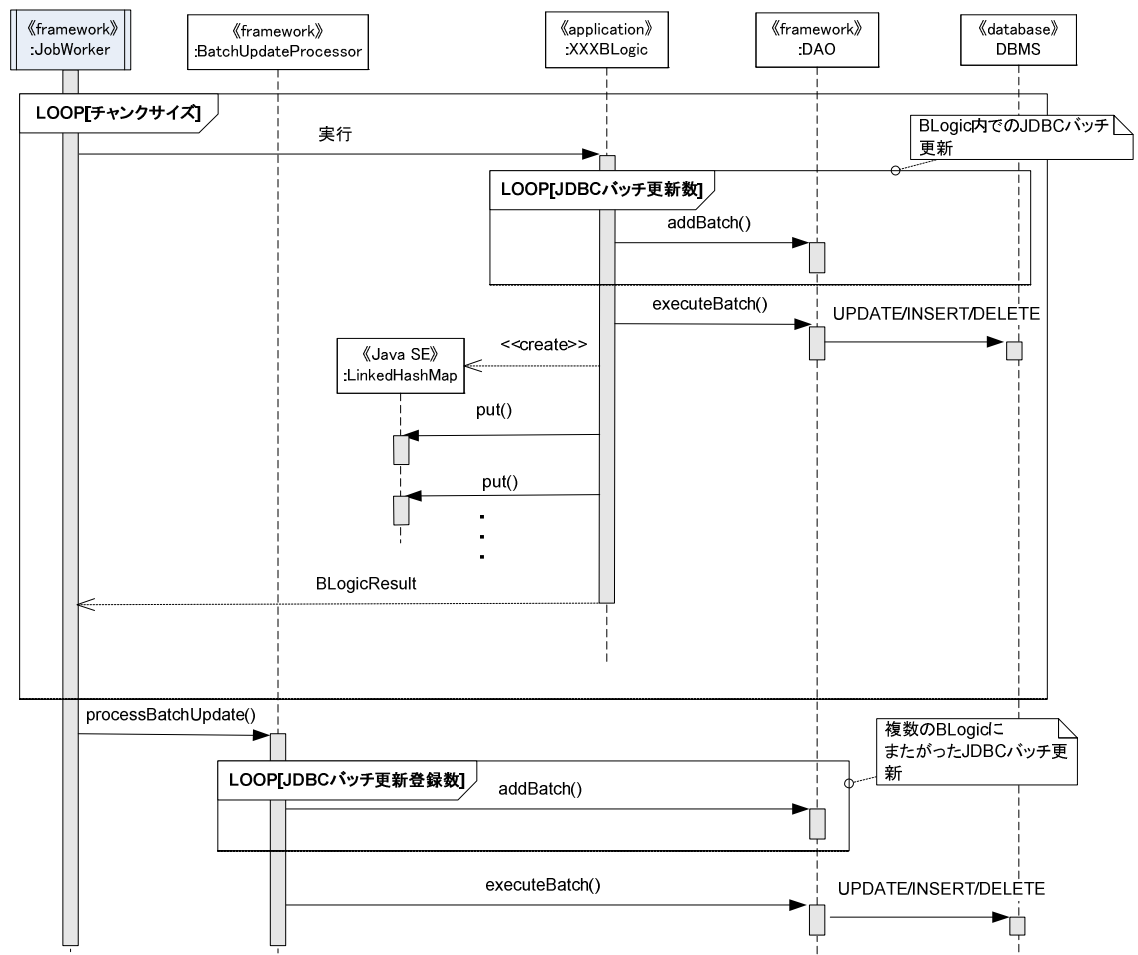 《framework》
:JobWorker
《framework》
:BatchUpdateProcessor
《application》
:XXXBLogic
《framework》
:DAO
《database》
DBMS
LOOP[チャンクサイズ]
実行
BLogic内でのJDBCバッチ
更新
LOOP[JDBCバッチ更新数]
addBatch()
executeBatch()
UPDATE/INSERT/DELETE
<<create>>
《Java SE》
:LinkedHashMap
put()
put()
・
・
・
BLogicResult
processBatchUpdate()
複数のBLogicに
またがったJDBCバッチ更
新
LOOP[JDBCバッチ更新登録数]
addBatch()
executeBatch()
UPDATE/INSERT/DELETE